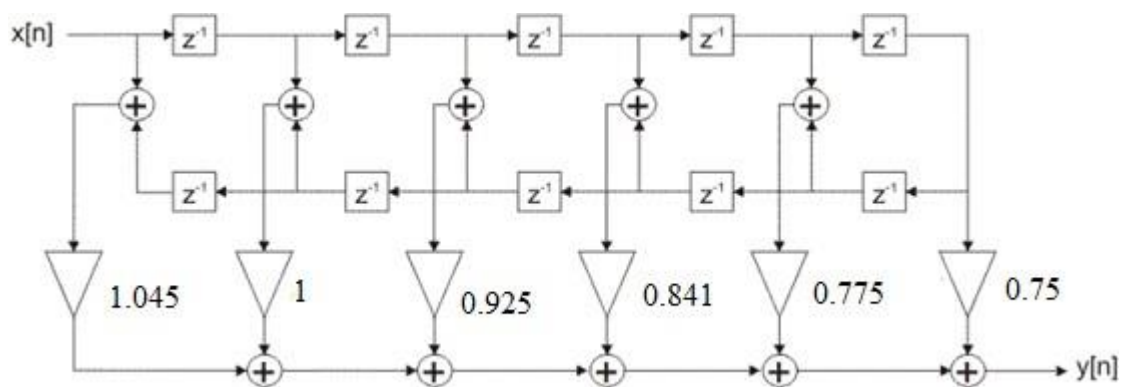 x[n] z⁻¹ z⁻¹ z⁻¹ z⁻¹ z⁻¹
+ + + + +
z⁻¹ z⁻¹ z⁻¹ z⁻¹ z⁻¹
1.045 1 0.925 0.841 0.775 0.75
+ + + + + y[n]